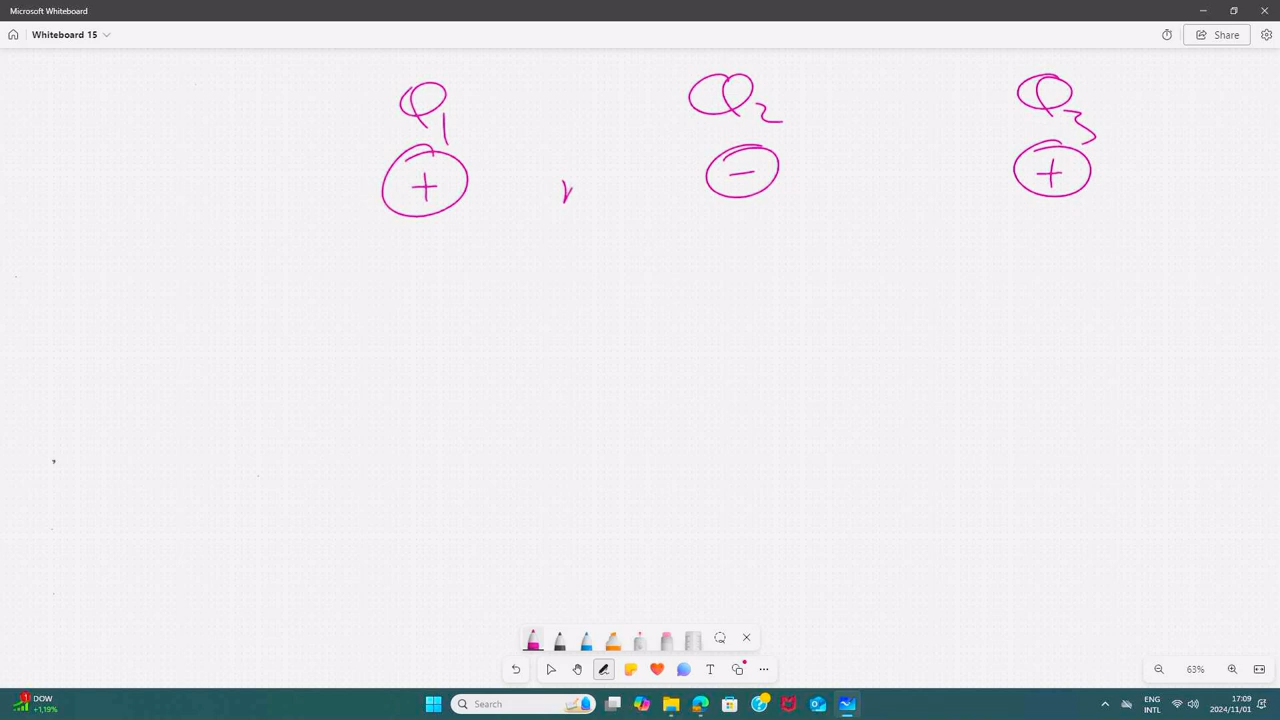 Microsoft Whiteboard
Whiteboard 15
Share
Q1 Q2 Q3
+ - +
r
63%
1
DOW
+1,19%
Search
ENG
INTL
17:09
2024/11/01